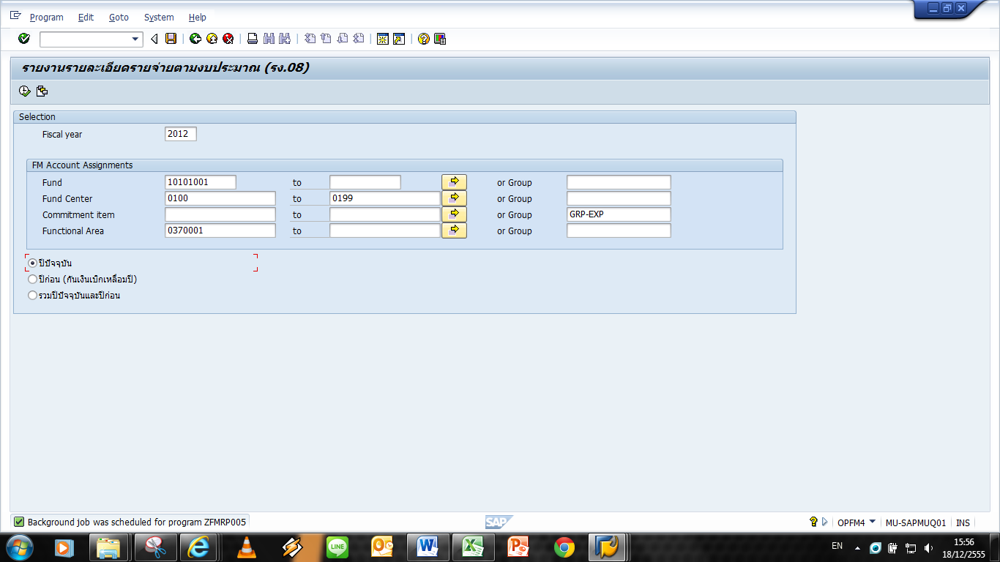 Program Edit Goto System Help
รายงานรายละเอียดรายจ่ายตามงบประมาณ (รง.08)
Selection
Fiscal year 2012
FM Account Assignments
Fund 10101001 to or Group
Fund Center 0100 to 0199 or Group
Commitment item to or Group GRP-EXP
Functional Area 0370001 to or Group
ปีปัจจุบัน
ปีก่อน (กันเงินเบิกเหลื่อมปี)
รวมปีปัจจุบันและปีก่อน
Background job was scheduled for program ZFMRP005 SAP OPFM4 MU-SAPMUQ01 INS
LINE EN 15:56
18/12/2555